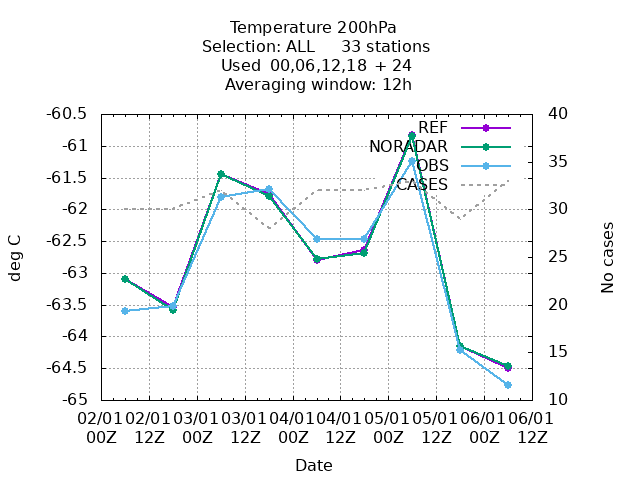 Temperature 200hPa
Selection: ALL 33 stations
Used 00,06,12,18 + 24
Averaging window: 12h
-60.5
-61
-61.5
-62
-62.5
-63
-63.5
-64
-64.5
-65
deg C
REF
NORADAR
OBS
CASES
40
35
30
25
20
15
10
No cases
02/01 02/01 03/01 03/01 04/01 04/01 05/01 05/01 06/01 06/01
00Z 12Z 00Z 12Z 00Z 12Z 00Z 12Z 00Z 12Z
Date